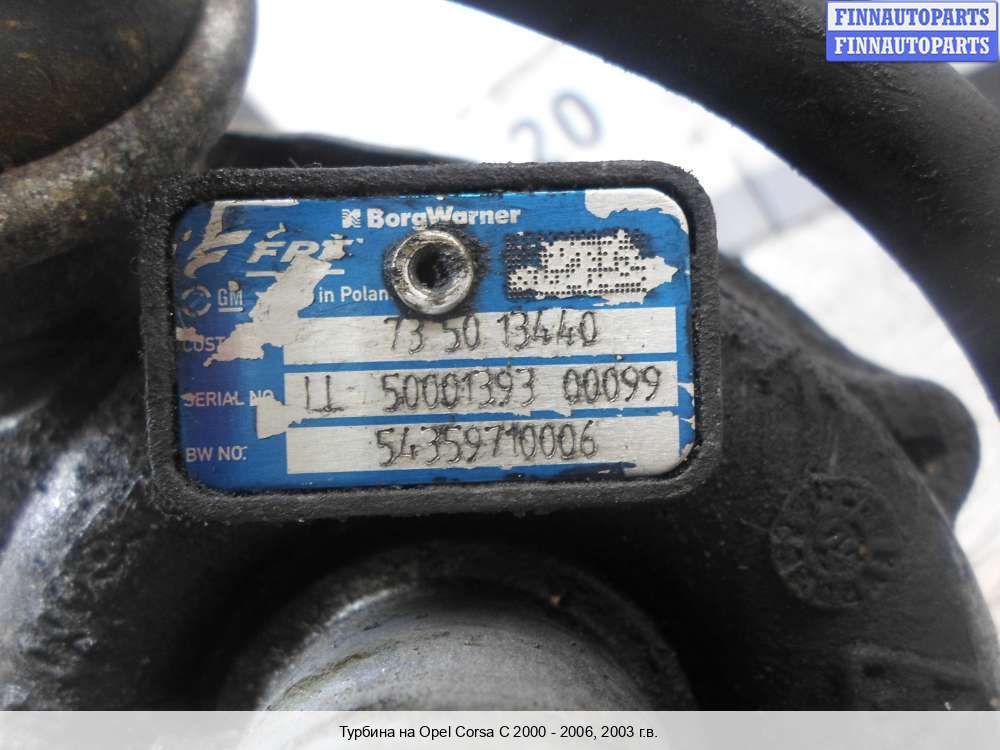 FINNAUTOPARTS
FINNAUTOPARTS
20
BorgWarner
GM
in Polan
73 50 13440
SERIAL NO 50001393 00099
BW NO. 54359710006
Турбина на Opel Corsa C 2000 - 2006, 2003 г.в.